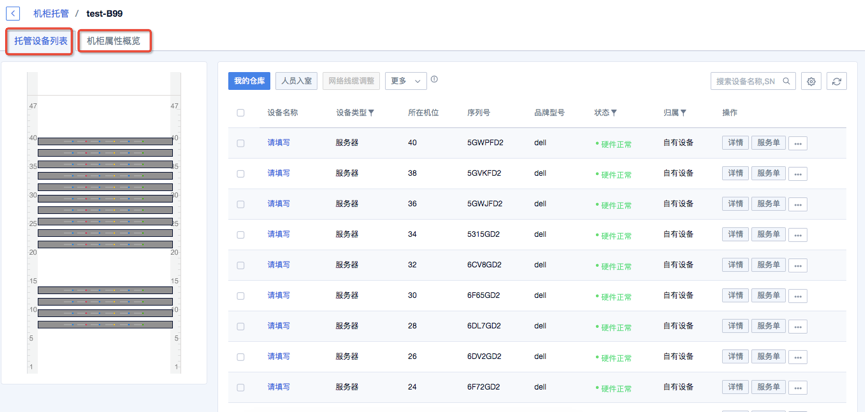 机柜托管 / test-B99
托管设备列表 机柜属性概览
47 47
40 40
35 35
30 30
25 25
20 20
15 15
10 10
5 5
1 1
我的仓库 人员入室 网络线缆调整 更多 搜索设备名称,SN
设备名称 设备类型 所在机位 序列号 品牌型号 状态 归属 操作
请填写 服务器 40 5GWPFD2 dell 硬件正常 自有设备 详情 服务单 ...
请填写 服务器 38 5GVKFD2 dell 硬件正常 自有设备 详情 服务单 ...
请填写 服务器 36 5GWJFD2 dell 硬件正常 自有设备 详情 服务单 ...
请填写 服务器 34 5315GD2 dell 硬件正常 自有设备 详情 服务单 ...
请填写 服务器 32 6CV8GD2 dell 硬件正常 自有设备 详情 服务单 ...
请填写 服务器 30 6F65GD2 dell 硬件正常 自有设备 详情 服务单 ...
请填写 服务器 28 6DL7GD2 dell 硬件正常 自有设备 详情 服务单 ...
请填写 服务器 26 6DV2GD2 dell 硬件正常 自有设备 详情 服务单 ...
请填写 服务器 24 6F72GD2 dell 硬件正常 自有设备 详情 服务单 ...